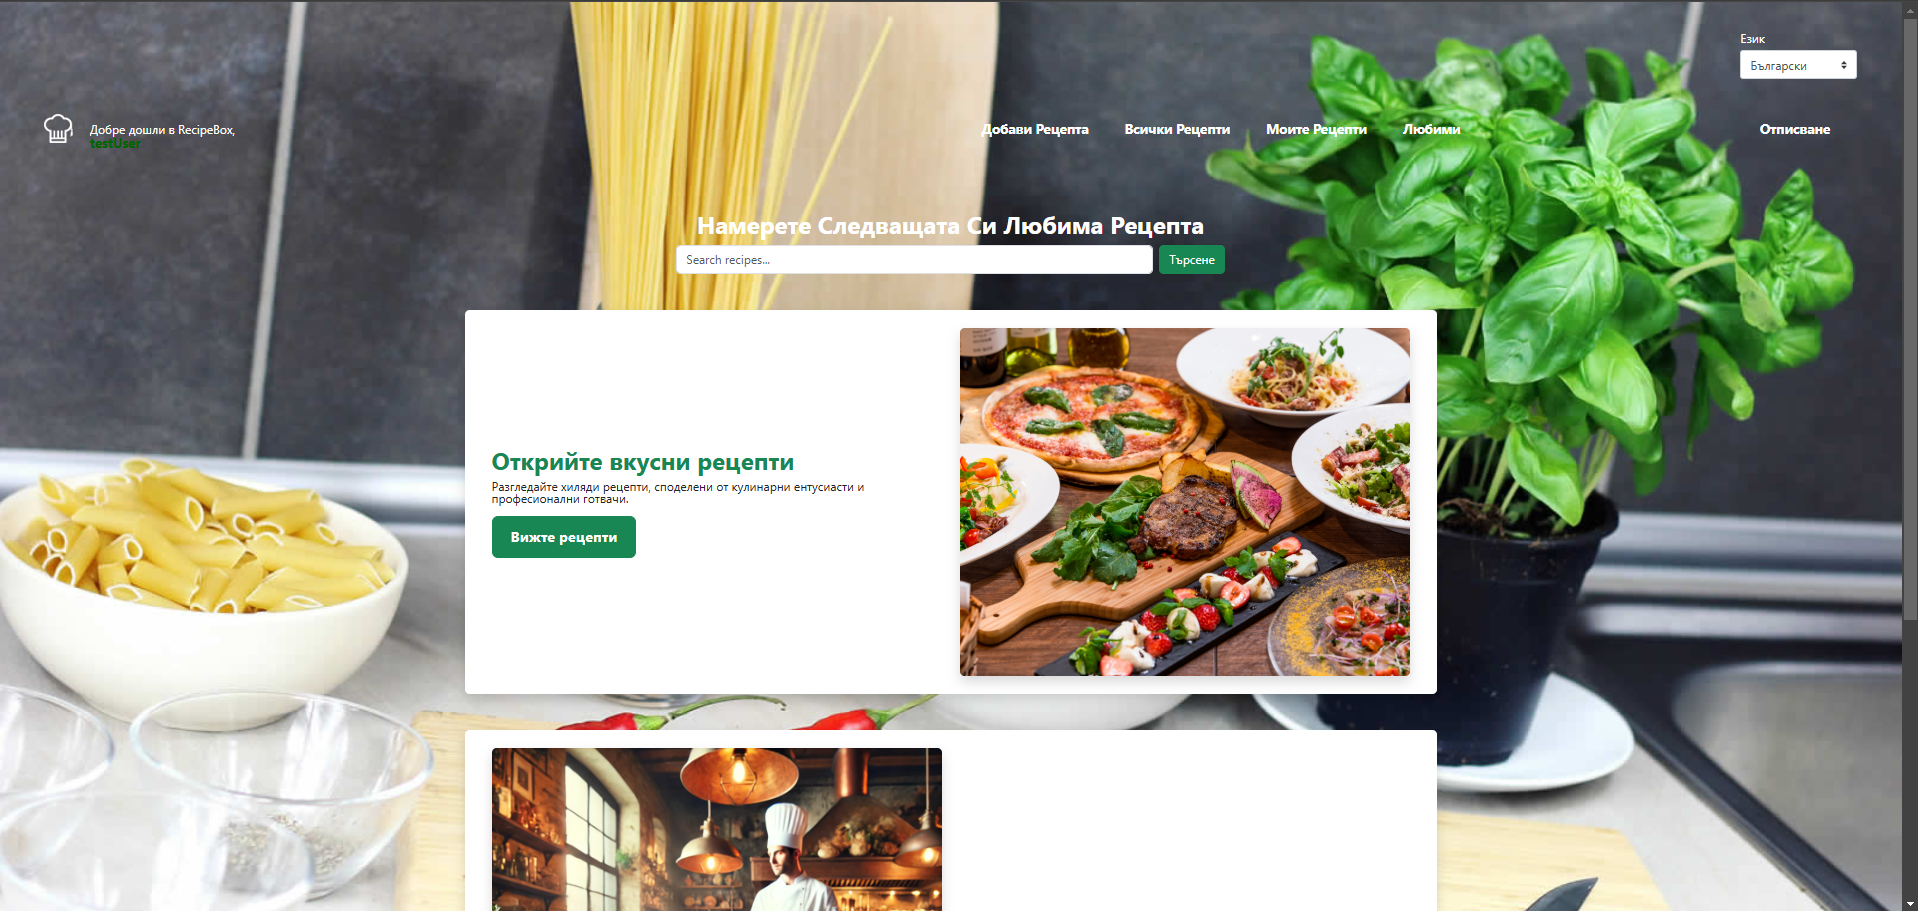 Език
Български
Добре дошли в RecipeBox,
testUser
Добави Рецепта
Всички Рецепти
Моите Рецепти
Любими
Отписване
Намерете Следващата Си Любима Рецепта
Search recipes...
Търсене
Открийте вкусни рецепти
Разгледайте хиляди рецепти, споделени от кулинарни ентусиасти и
професионални готвачи.
Вижте рецепти